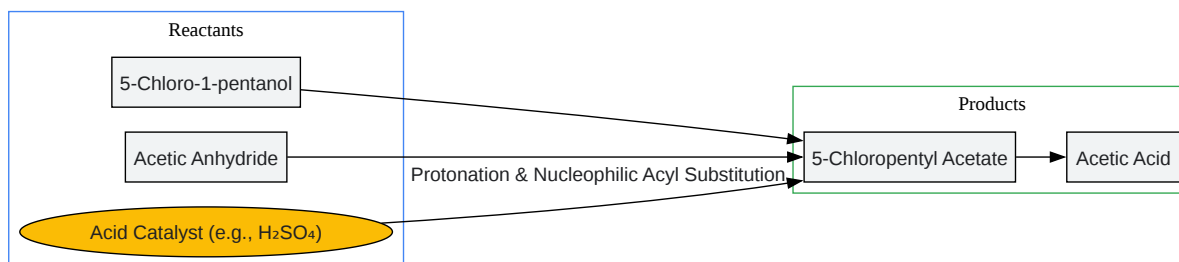 Reactants
5-Chloro-1-pentanol
Acetic Anhydride
Acid Catalyst (e.g., H₂SO₄)
Protonation & Nucleophilic Acyl Substitution
Products
5-Chloropentyl Acetate
Acetic Acid